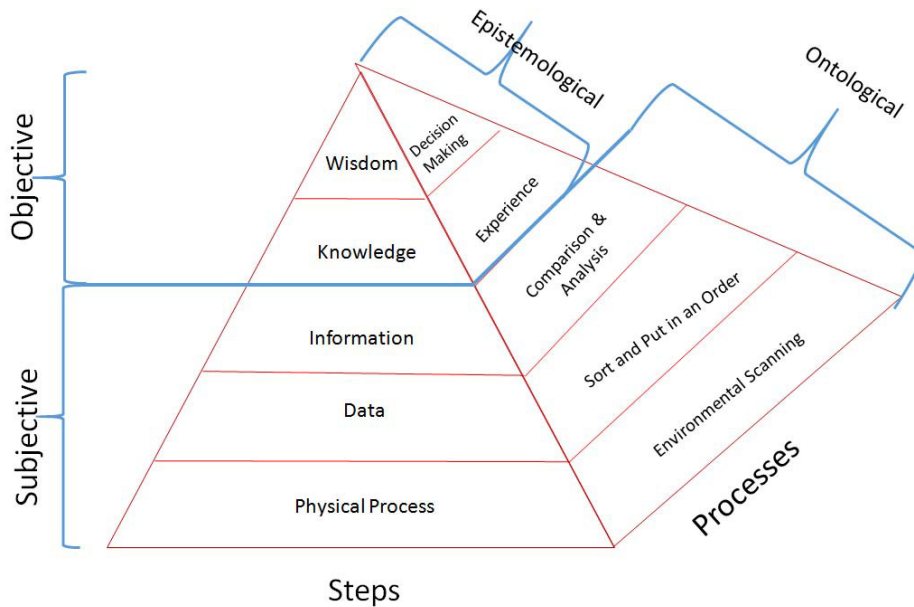 Epistemological
Ontological
Objective
Subjective
Wisdom
Knowledge
Information
Data
Physical Process
Decision
Making
Experience
Comparison &
Analysis
Sort and Put in an Order
Environmental Scanning
Processes
Steps